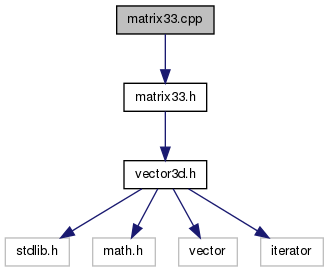 matrix33.cpp
matrix33.h
vector3d.h
stdlib.h
math.h
vector
iterator